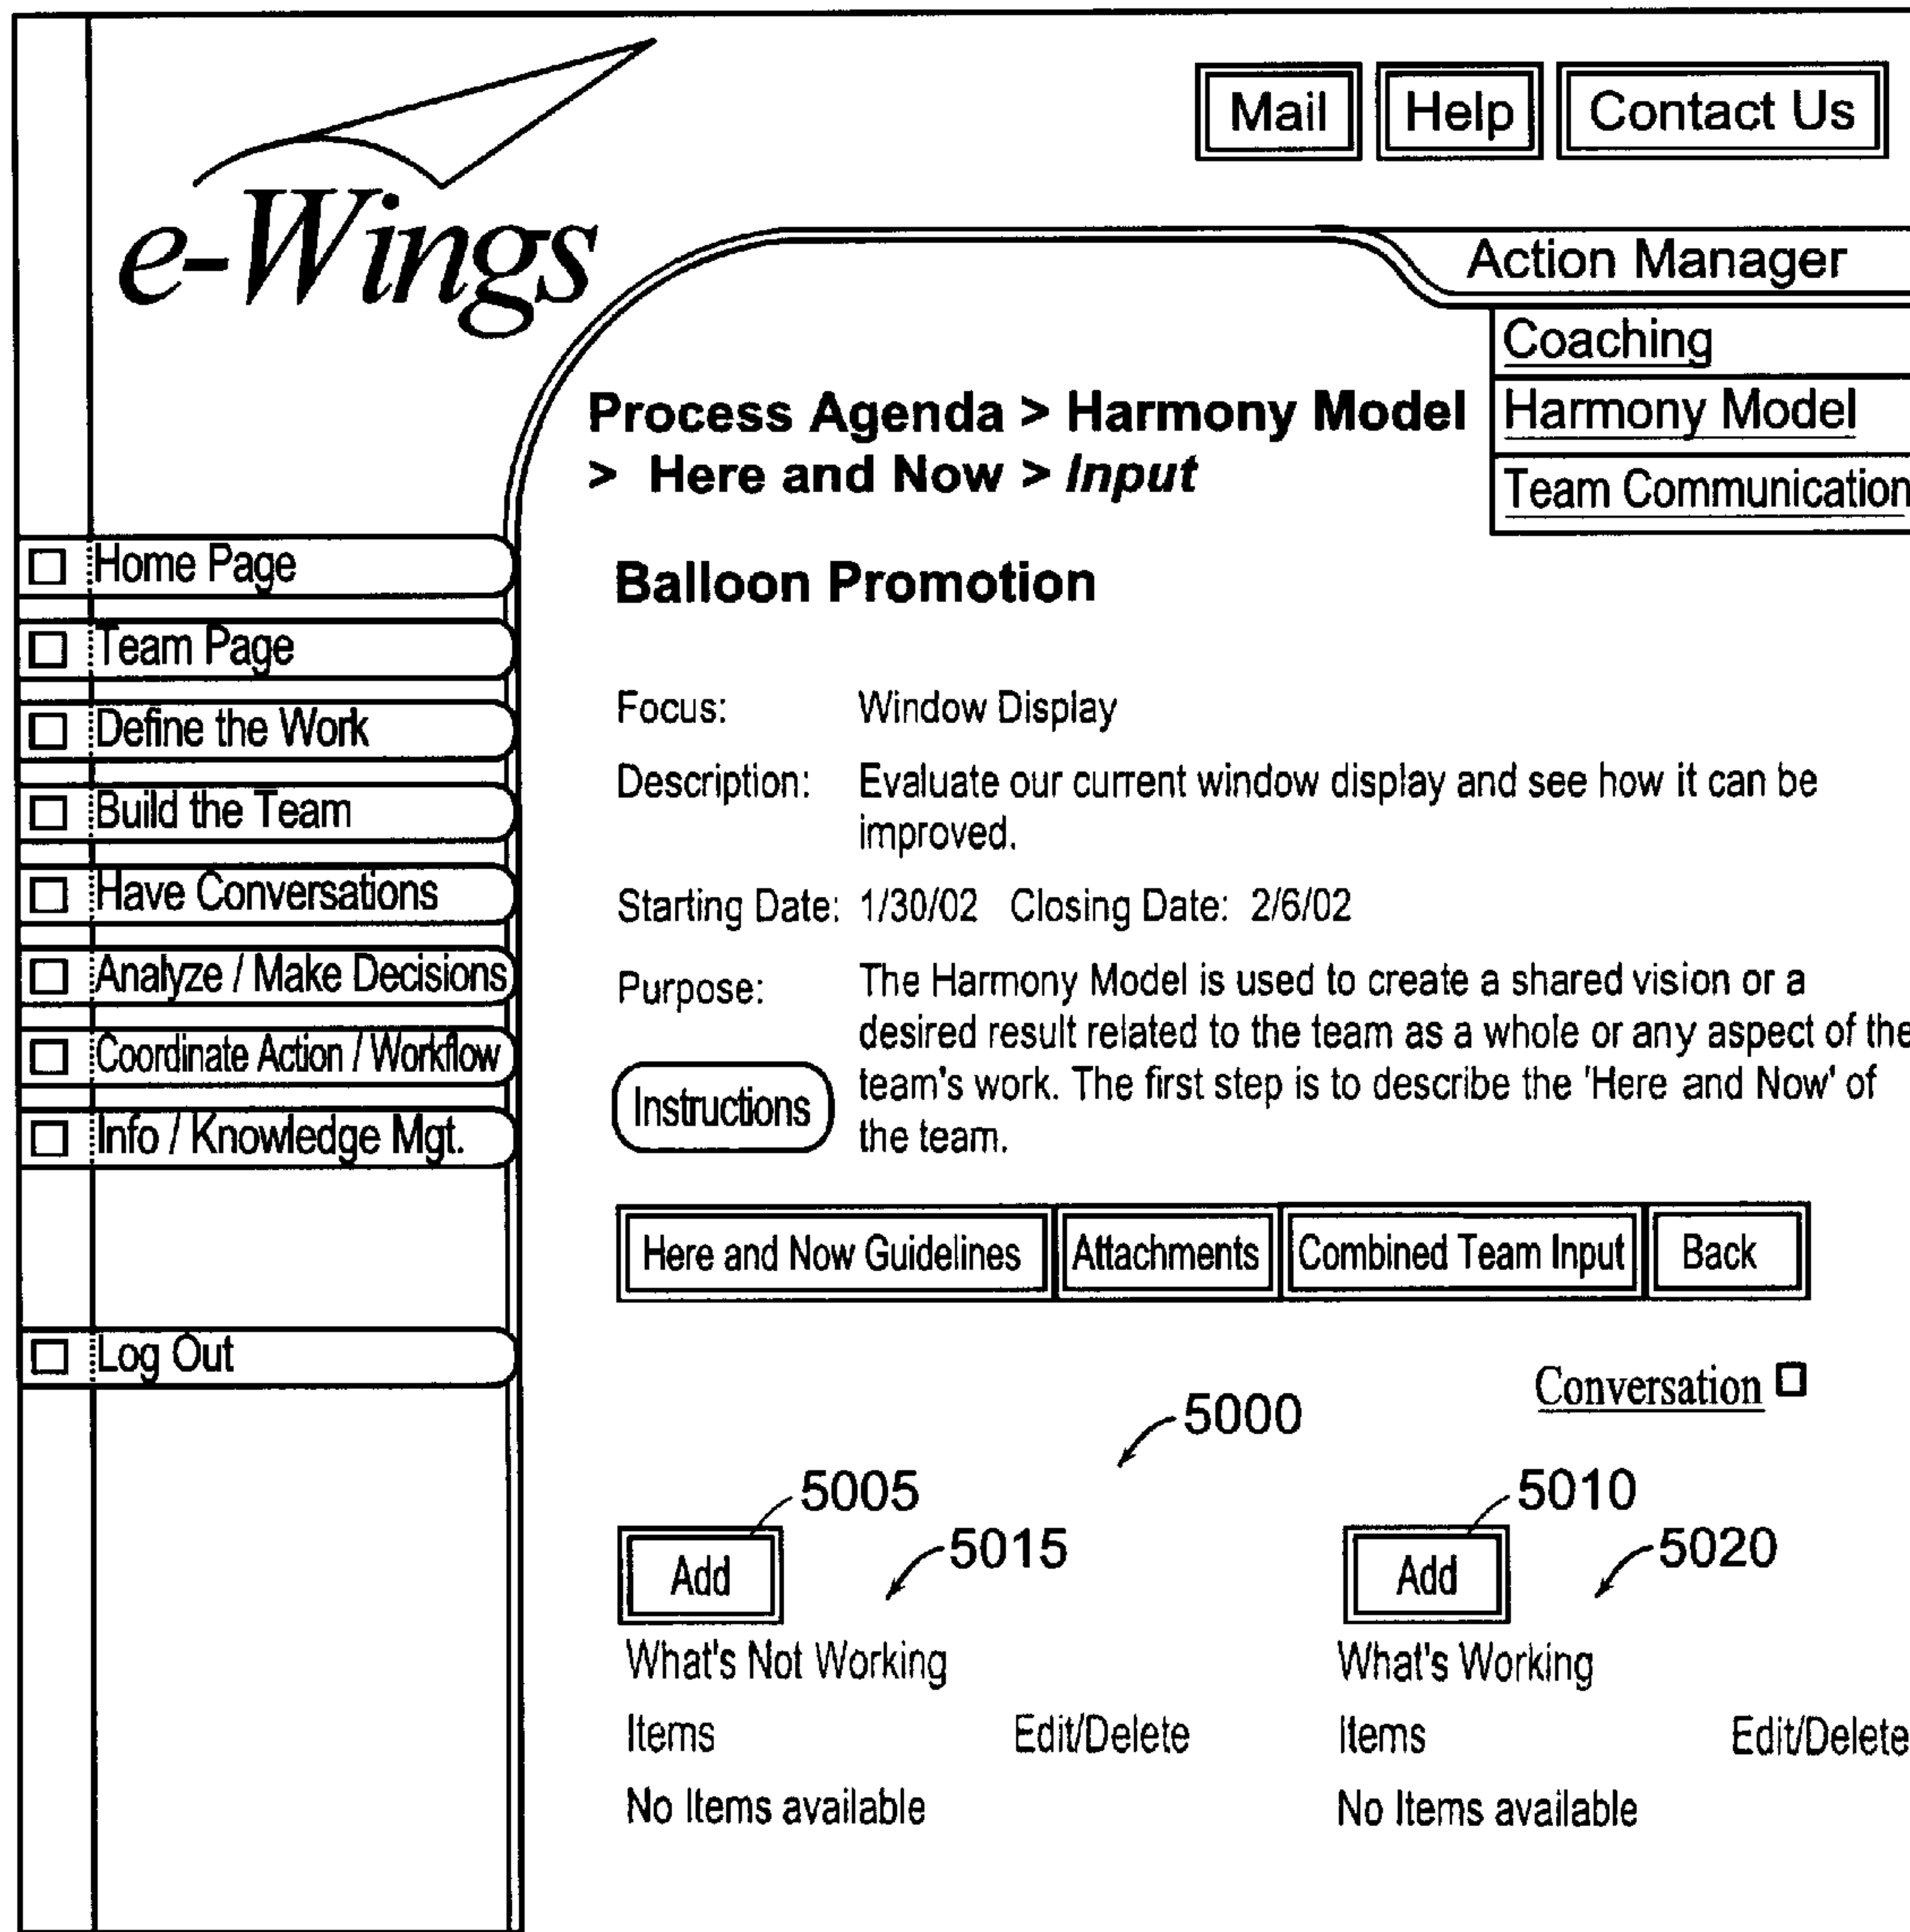 Mail Help Contact Us
e-Wings
Action Manager
Coaching
Harmony Model
Team Communication
Process Agenda > Harmony Model
> Here and Now > Input
Home Page
Team Page
Define the Work
Build the Team
Have Conversations
Analyze / Make Decisions
Coordinate Action / Workflow
Info / Knowledge Mgt.
Log Out
Balloon Promotion
Focus: Window Display
Description: Evaluate our current window display and see how it can be
improved.
Starting Date: 1/30/02 Closing Date: 2/6/02
Purpose: The Harmony Model is used to create a shared vision or a
desired result related to the team as a whole or any aspect of the
team's work. The first step is to describe the 'Here and Now' of
the team.
Instructions
Here and Now Guidelines Attachments Combined Team Input Back
Conversation
5000
5005 5010
5015 5020
Add Add
What's Not Working What's Working
Items Edit/Delete Items Edit/Delete
No Items available No Items available